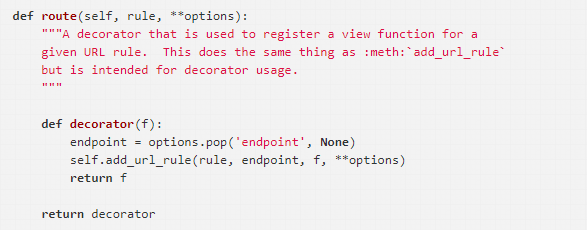 def route(self, rule, **options):
    """A decorator that is used to register a view function for a
    given URL rule.  This does the same thing as :meth:`add_url_rule`
    but is intended for decorator usage.
    """
    def decorator(f):
        endpoint = options.pop('endpoint', None)
        self.add_url_rule(rule, endpoint, f, **options)
        return f
    return decorator